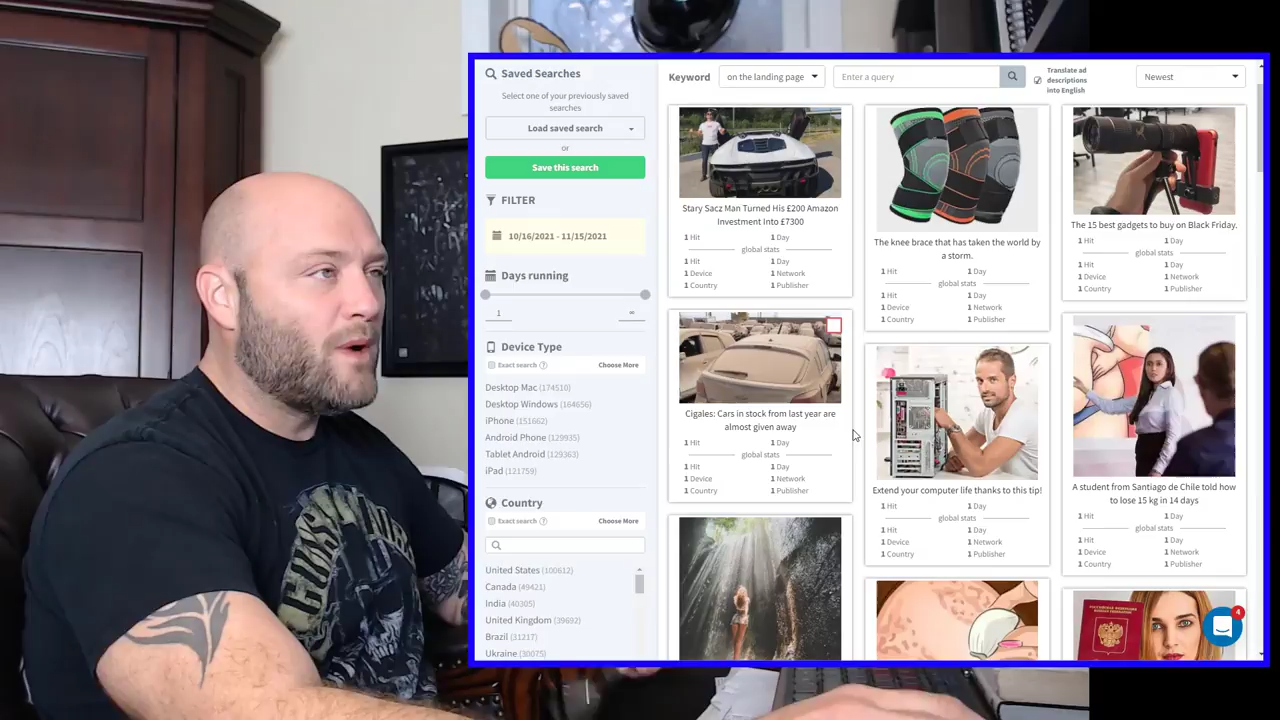 Saved Searches
Select one of your previously saved
searches
Load saved search
or
Save this search
FILTER
10/16/2021 - 11/15/2021
Days running
1
∞
Device Type
Exact search ?
Choose More
Desktop Mac (174510)
Desktop Windows (164656)
iPhone (151662)
Android Phone (129935)
Tablet Android (129363)
iPad (121759)
Country
Exact search ?
Choose More
United States (100612)
Canada (49421)
India (40305)
United Kingdom (39692)
Brazil (31217)
Ukraine (30075)
Keyword
on the landing page
Enter a query
Translate ad
descriptions
into English
Newest
Stary Sacz Man Turned His £200 Amazon
Investment Into £7300
1 Hit 1 Day
global stats
1 Hit 1 Day
1 Device 1 Network
1 Country 1 Publisher
Cigales: Cars in stock from last year are
almost given away
1 Hit 1 Day
global stats
1 Hit 1 Day
1 Device 1 Network
1 Country 1 Publisher
The knee brace that has taken the world by
a storm.
1 Hit 1 Day
global stats
1 Hit 1 Day
1 Device 1 Network
1 Country 1 Publisher
Extend your computer life thanks to this tip!
1 Hit 1 Day
global stats
1 Hit 1 Day
1 Device 1 Network
1 Country 1 Publisher
The 15 best gadgets to buy on Black Friday.
1 Hit 1 Day
global stats
1 Hit 1 Day
1 Device 1 Network
1 Country 1 Publisher
A student from Santiago de Chile told how
to lose 15 kg in 14 days
1 Hit 1 Day
global stats
1 Hit 1 Day
1 Device 1 Network
1 Country 1 Publisher
4